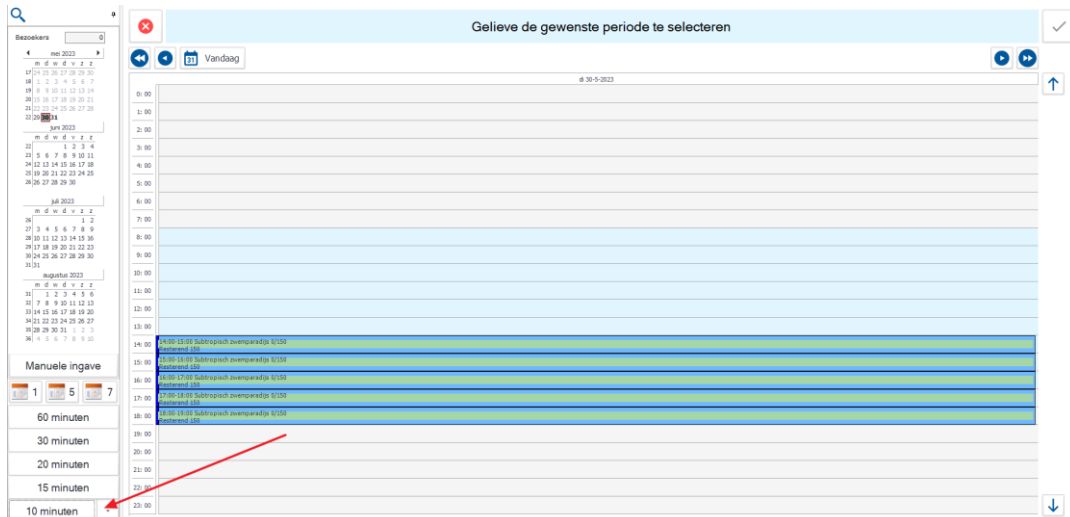 Gelieve de gewenste periode te selecteren
Bezoekers 0
mei 2023
m d w d v z z
17 24 25 26 27 28 29 30
18 1 2 3 4 5 6 7
19 8 9 10 11 12 13 14
20 15 16 17 18 19 20 21
21 22 23 24 25 26 27 28
22 29 30 31
juni 2023
m d w d v z z
22 1 2 3 4
23 5 6 7 8 9 10 11
24 12 13 14 15 16 17 18
25 19 20 21 22 23 24 25
26 26 27 28 29 30
juli 2023
m d w d v z z
26 1 2
27 3 4 5 6 7 8 9
28 10 11 12 13 14 15 16
29 17 18 19 20 21 22 23
30 24 25 26 27 28 29 30
31 31
augustus 2023
m d w d v z z
31 1 2 3 4 5 6
32 7 8 9 10 11 12 13
33 14 15 16 17 18 19 20
34 21 22 23 24 25 26 27
35 28 29 30 31 1 2 3
36 4 5 6 7 8 9 10
Manuele ingave
1 5 7
60 minuten
30 minuten
20 minuten
15 minuten
10 minuten
31 Vandaag
di 30-5-2023
0: 00
1: 00
2: 00
3: 00
4: 00
5: 00
6: 00
7: 00
8: 00
9: 00
10: 00
11: 00
12: 00
13: 00
14: 00 14:00-15:00 Subtropisch zwemparadijs 0/150
Resterend 150
15: 00 15:00-16:00 Subtropisch zwemparadijs 0/150
Resterend 150
16: 00 16:00-17:00 Subtropisch zwemparadijs 0/150
Resterend 150
17: 00 17:00-18:00 Subtropisch zwemparadijs 0/150
Resterend 150
18: 00 18:00-19:00 Subtropisch zwemparadijs 0/150
Resterend 150
19: 00
20: 00
21: 00
22: 00
23: 00